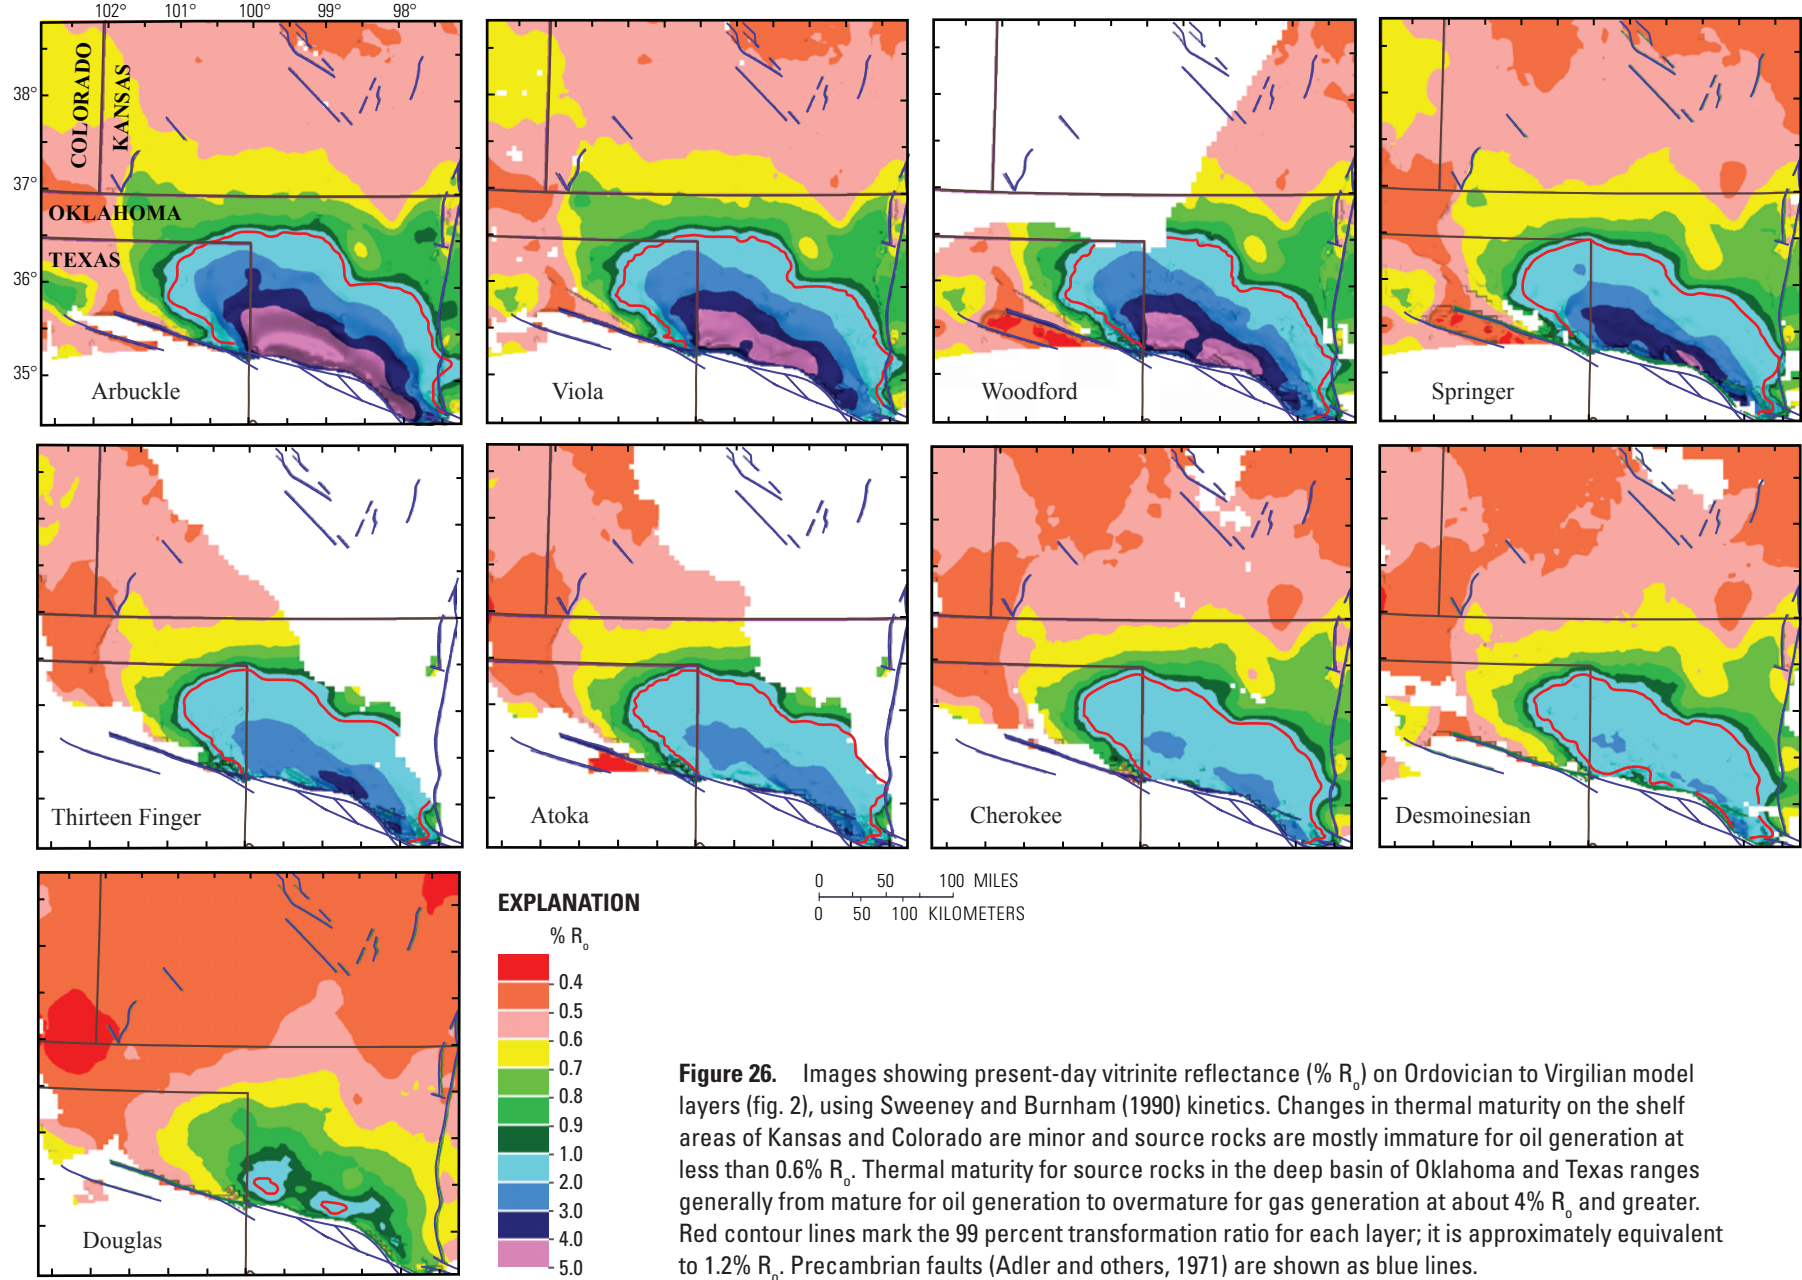 102° 101° 100° 99° 98°
38°
37°
36°
35°
COLORADO
KANSAS
OKLAHOMA
TEXAS
Arbuckle
Viola
Woodford
Springer
Thirteen Finger
Atoka
Cherokee
Desmoinesian
Douglas
0 50 100 MILES
0 50 100 KILOMETERS
EXPLANATION
% Ro
0.4
0.5
0.6
0.7
0.8
0.9
1.0
2.0
3.0
4.0
5.0
Figure 26. Images showing present-day vitrinite reflectance (% Ro) on Ordovician to Virgilian model
layers (fig. 2), using Sweeney and Burnham (1990) kinetics. Changes in thermal maturity on the shelf
areas of Kansas and Colorado are minor and source rocks are mostly immature for oil generation at
less than 0.6% Ro. Thermal maturity for source rocks in the deep basin of Oklahoma and Texas ranges
generally from mature for oil generation to overmature for gas generation at about 4% Ro and greater.
Red contour lines mark the 99 percent transformation ratio for each layer; it is approximately equivalent
to 1.2% Ro. Precambrian faults (Adler and others, 1971) are shown as blue lines.